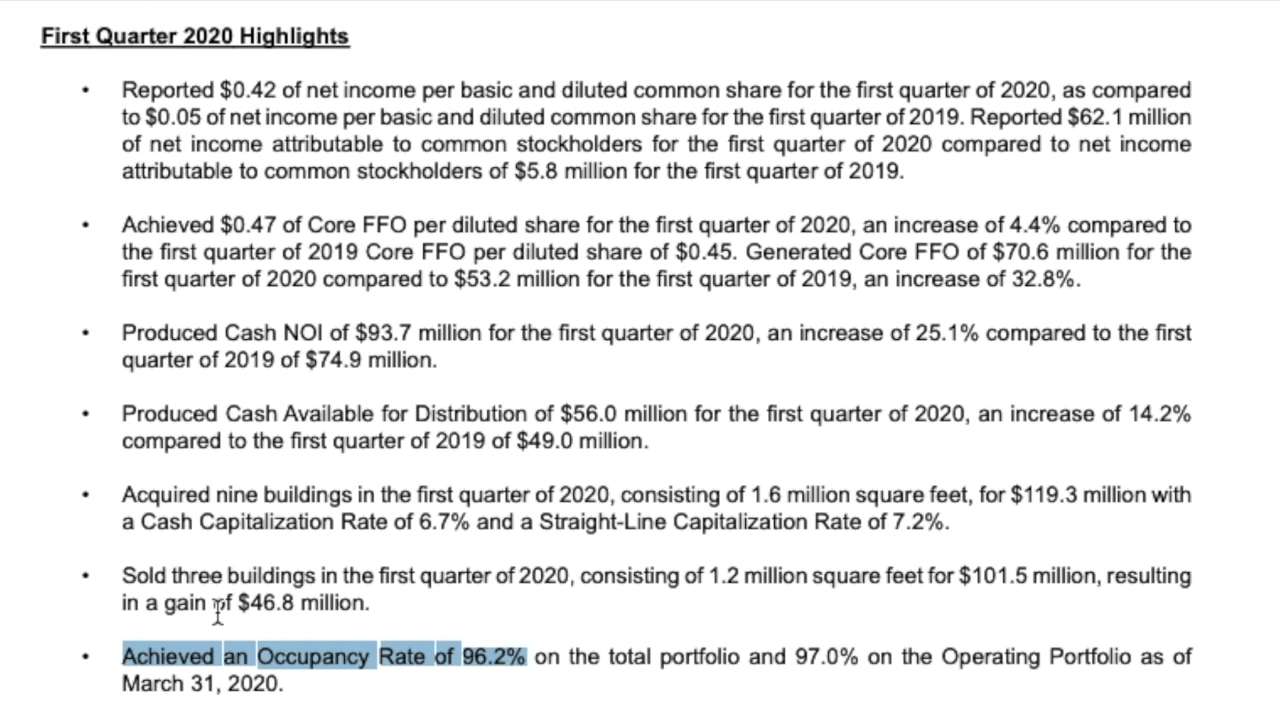 First Quarter 2020 Highlights
• Reported $0.42 of net income per basic and diluted common share for the first quarter of 2020, as compared
to $0.05 of net income per basic and diluted common share for the first quarter of 2019. Reported $62.1 million
of net income attributable to common stockholders for the first quarter of 2020 compared to net income
attributable to common stockholders of $5.8 million for the first quarter of 2019.
• Achieved $0.47 of Core FFO per diluted share for the first quarter of 2020, an increase of 4.4% compared to
the first quarter of 2019 Core FFO per diluted share of $0.45. Generated Core FFO of $70.6 million for the
first quarter of 2020 compared to $53.2 million for the first quarter of 2019, an increase of 32.8%.
• Produced Cash NOI of $93.7 million for the first quarter of 2020, an increase of 25.1% compared to the first
quarter of 2019 of $74.9 million.
• Produced Cash Available for Distribution of $56.0 million for the first quarter of 2020, an increase of 14.2%
compared to the first quarter of 2019 of $49.0 million.
• Acquired nine buildings in the first quarter of 2020, consisting of 1.6 million square feet, for $119.3 million with
a Cash Capitalization Rate of 6.7% and a Straight-Line Capitalization Rate of 7.2%.
• Sold three buildings in the first quarter of 2020, consisting of 1.2 million square feet for $101.5 million, resulting
in a gain of $46.8 million.
• Achieved an Occupancy Rate of 96.2% on the total portfolio and 97.0% on the Operating Portfolio as of
March 31, 2020.